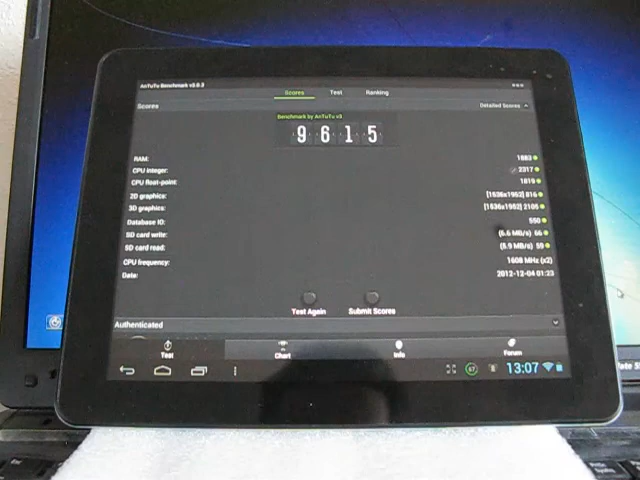 AnTuTu Benchmark v3.0.3
Scores Test Ranking
Scores Detailed Scores
Benchmark by AnTuTu v3
9615
RAM: 1883
CPU integer: 2317
CPU float-point: 1819
2D graphics: [1536x1952] 816
3D graphics: [1536x1952] 2105
Database IO: 550
SD card write: (6.6 MB/s) 66
SD card read: (5.9 MB/s) 59
CPU frequency: 1608 MHz (x2)
Date: 2012-12-04 01:23
Test Again Submit Scores
Authenticated
Test Chart Info Forum
67 13:07